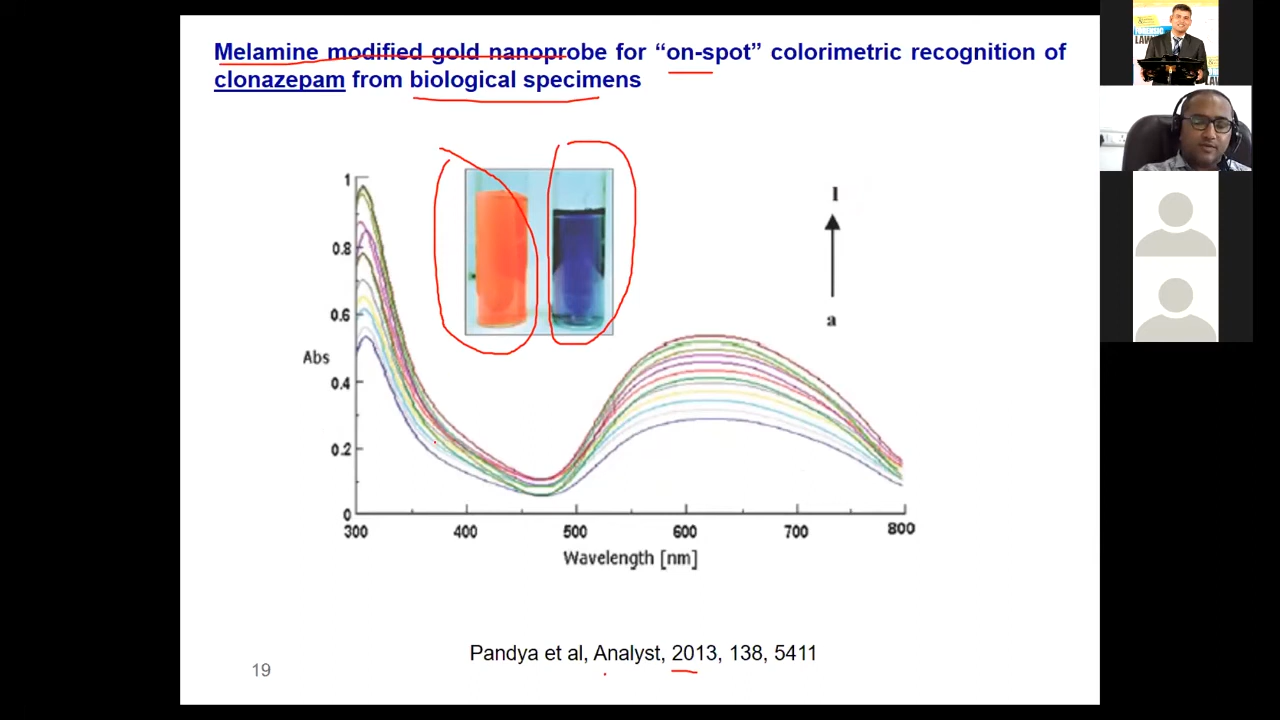 Melamine modified gold nanoprobe for “on-spot” colorimetric recognition of
clonazepam from biological specimens
1
0.8
0.6
Abs
0.4
0.2
0
300 400 500 600 700 800
Wavelength [nm]
l
a
Pandya et al, Analyst, 2013, 138, 5411
19